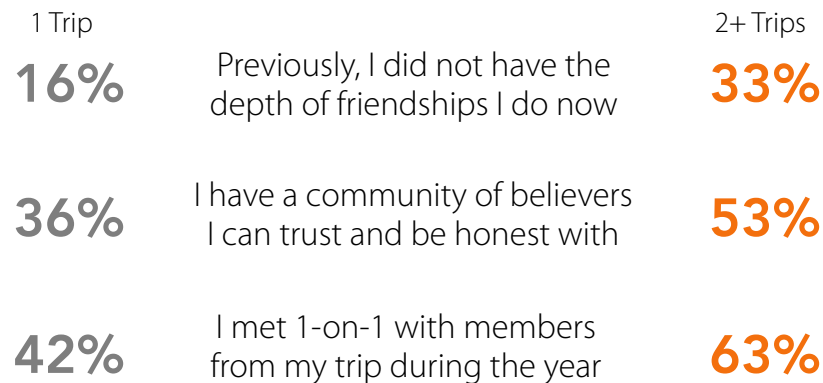 1 Trip 2+ Trips
16% Previously, I did not have the 33%
depth of friendships I do now
36% I have a community of believers 53%
I can trust and be honest with
42% I met 1-on-1 with members 63%
from my trip during the year